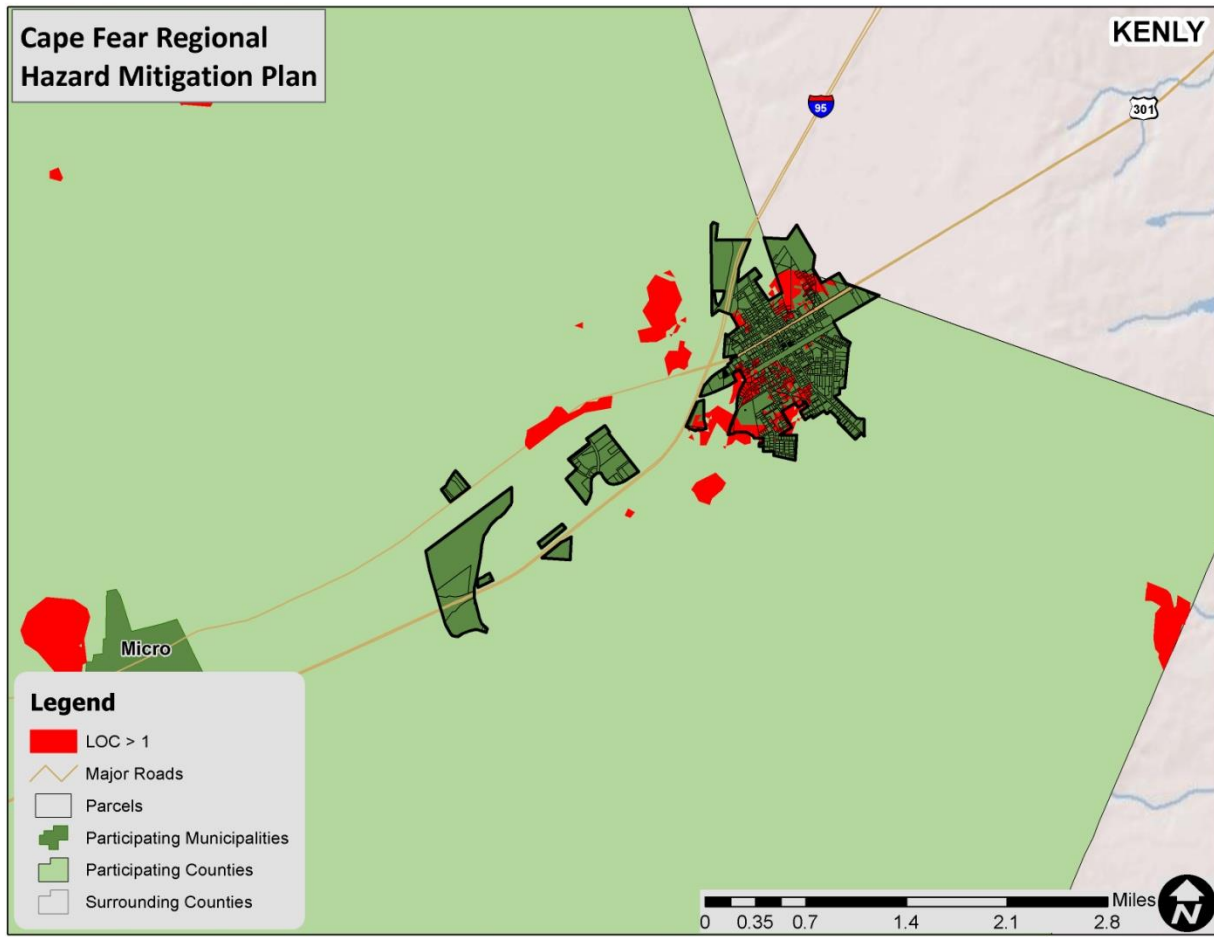 Cape Fear Regional
Hazard Mitigation Plan
KENLY
95
301
Micro
Legend
LOC > 1
Major Roads
Parcels
Participating Municipalities
Participating Counties
Surrounding Counties
Miles
0 0.35 0.7 1.4 2.1 2.8
N